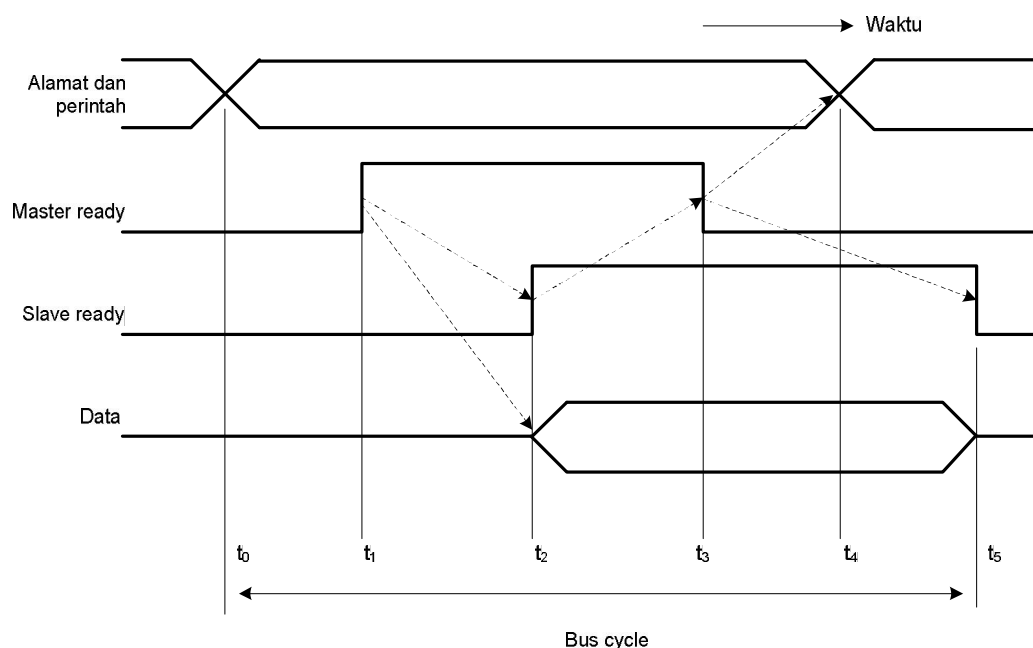 Waktu
Alamat dan
perintah
Master ready
Slave ready
Data
t₀ t₁ t₂ t₃ t₄ t₅
Bus cycle